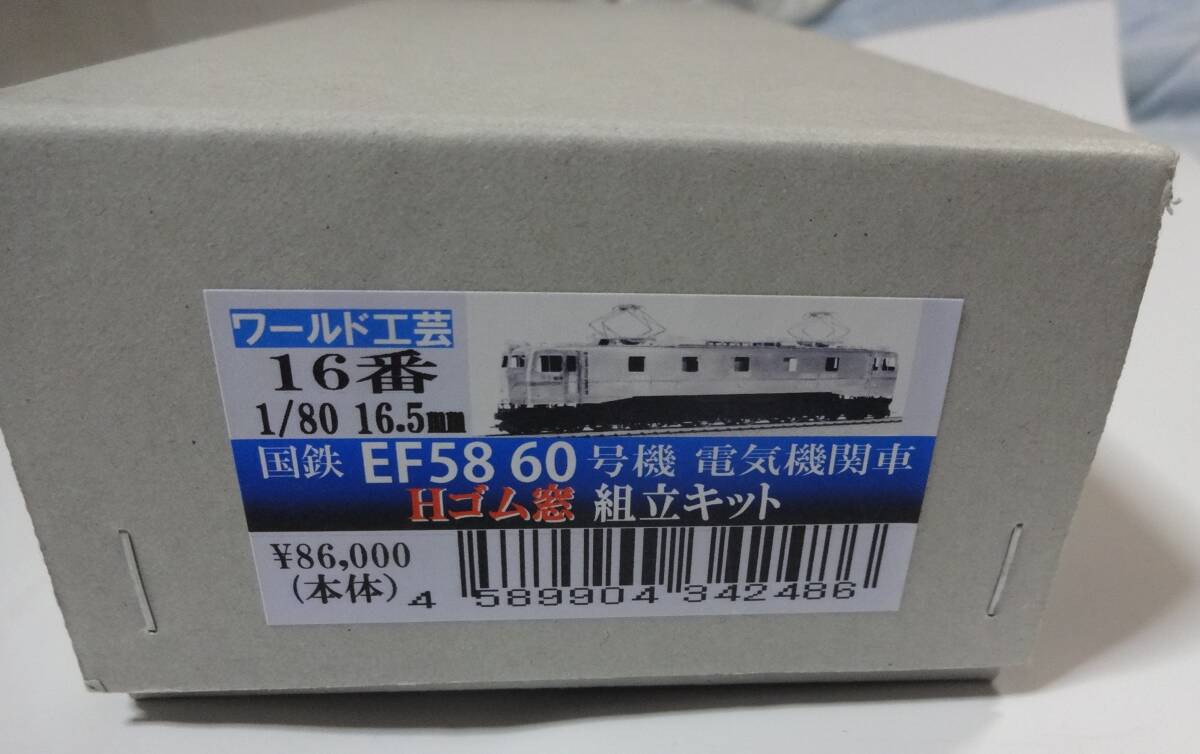 ワールド工芸
16番
1/80 16.5mm
国鉄 EF58 60 号機 電気機関車
Hゴム窓 組立キット
¥86,000
(本体)
4 589904 342486